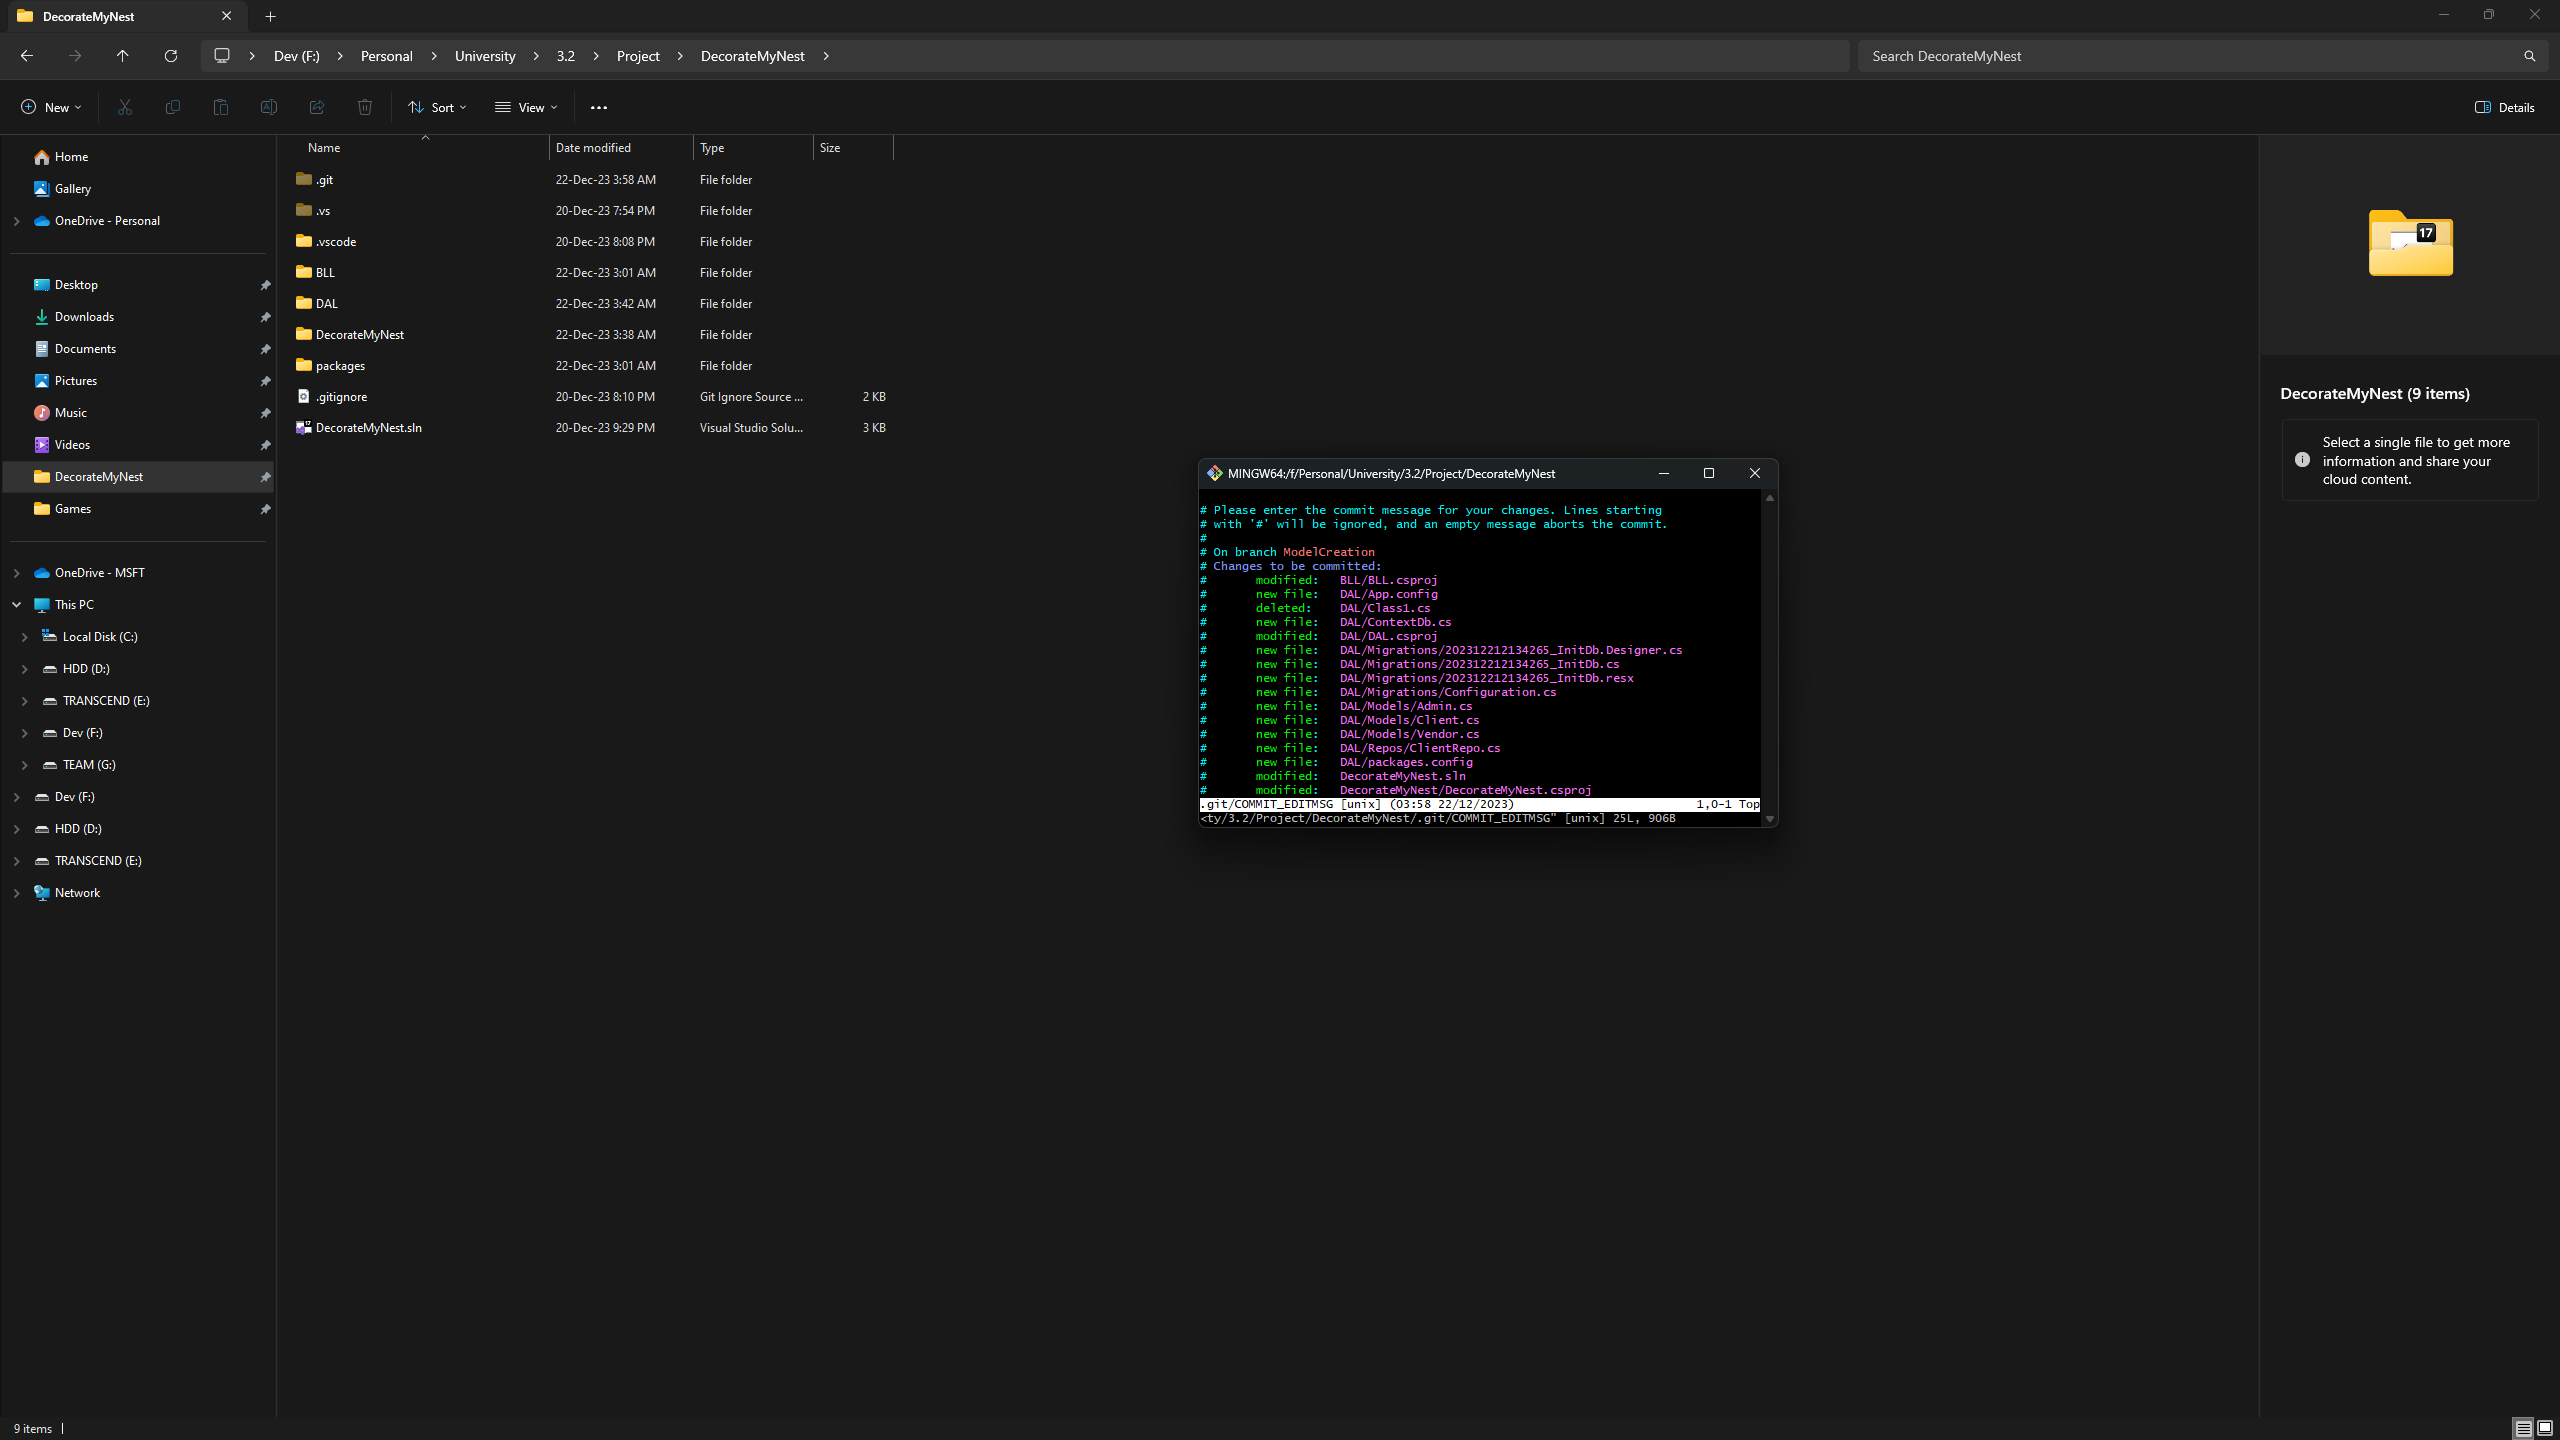 DecorateMyNest
Dev (F:) Personal University 3.2 Project DecorateMyNest
Search DecorateMyNest
New Sort View Details
Home
Gallery
OneDrive - Personal
Desktop
Downloads
Documents
Pictures
Music
Videos
DecorateMyNest
Games
OneDrive - MSFT
This PC
Local Disk (C:)
HDD (D:)
TRANSCEND (E:)
Dev (F:)
TEAM (G:)
Dev (F:)
HDD (D:)
TRANSCEND (E:)
Network
Name Date modified Type Size
.git 22-Dec-23 3:58 AM File folder
.vs 20-Dec-23 7:54 PM File folder
.vscode 20-Dec-23 8:08 PM File folder
BLL 22-Dec-23 3:01 AM File folder
DAL 22-Dec-23 3:42 AM File folder
DecorateMyNest 22-Dec-23 3:38 AM File folder
packages 22-Dec-23 3:01 AM File folder
.gitignore 20-Dec-23 8:10 PM Git Ignore Source ... 2 KB
DecorateMyNest.sln 20-Dec-23 9:29 PM Visual Studio Solu... 3 KB
MINGW64:/f/Personal/University/3.2/Project/DecorateMyNest
# Please enter the commit message for your changes. Lines starting
# with '#' will be ignored, and an empty message aborts the commit.
#
# On branch ModelCreation
# Changes to be committed:
# modified: BLL/BLL.csproj
# new file: DAL/App.config
# deleted: DAL/Class1.cs
# new file: DAL/ContextDb.cs
# modified: DAL/DAL.csproj
# new file: DAL/Migrations/202312212134265_InitDb.Designer.cs
# new file: DAL/Migrations/202312212134265_InitDb.cs
# new file: DAL/Migrations/202312212134265_InitDb.resx
# new file: DAL/Migrations/Configuration.cs
# new file: DAL/Models/Admin.cs
# new file: DAL/Models/Client.cs
# new file: DAL/Models/Vendor.cs
# new file: DAL/Repos/ClientRepo.cs
# new file: DAL/packages.config
# modified: DecorateMyNest.sln
# modified: DecorateMyNest/DecorateMyNest.csproj
.git/COMMIT_EDITMSG [unix] (03:58 22/12/2023) 1,0-1 Top
<ty/3.2/Project/DecorateMyNest/.git/COMMIT_EDITMSG" [unix] 25L, 906B
17
DecorateMyNest (9 items)
Select a single file to get more
information and share your
cloud content.
9 items